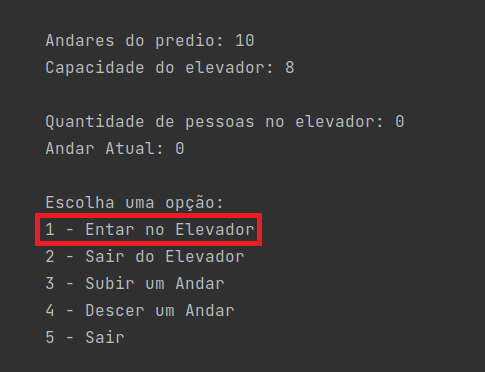 Andares do predio: 10
Capacidade do elevador: 8
Quantidade de pessoas no elevador: 0
Andar Atual: 0
Escolha uma opção:
1 - Entar no Elevador
2 - Sair do Elevador
3 - Subir um Andar
4 - Descer um Andar
5 - Sair